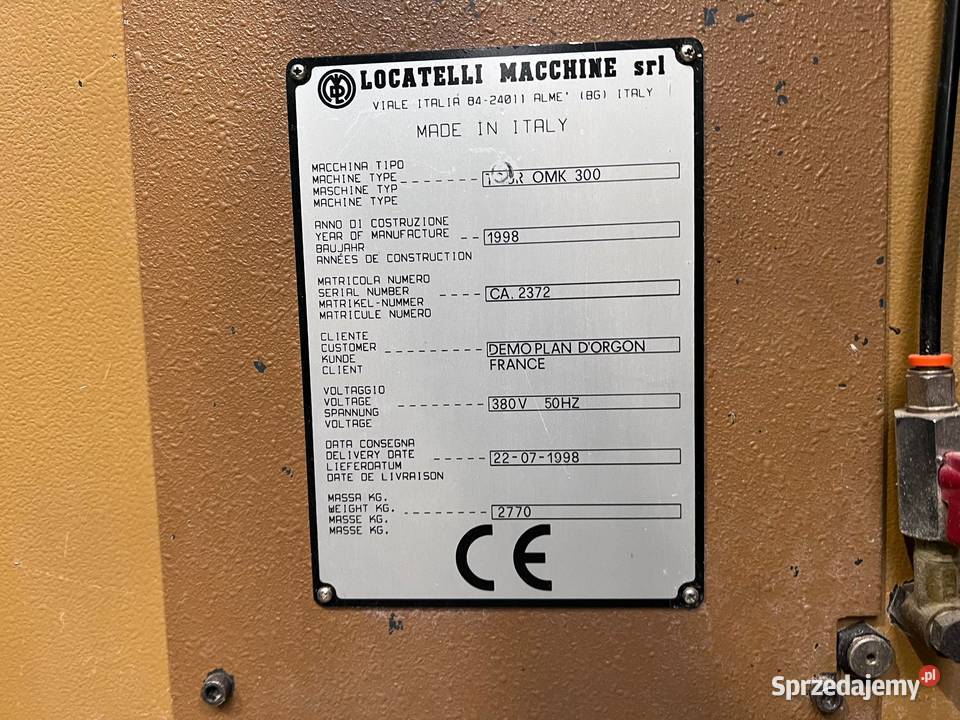 LOCATELLI MACCHINE srl
VIALE ITALIA 84-24011 ALME' (BG) ITALY
MADE IN ITALY
MACCHINA TIPO
MACHINE TYPE
MASCHINE TYP
MACHINE TYPE
OMK 300
ANNO DI COSTRUZIONE
YEAR OF MANUFACTURE
BAUJAHR
ANNÉES DE CONSTRUCTION
1998
MATRICOLA NUMERO
SERIAL NUMBER
MATRIKEL-NUMMER
MATRICULE NUMERO
CA. 2372
CLIENTE
CUSTOMER
KUNDE
CLIENT
DEMOPLAN D'ORGON
FRANCE
VOLTAGGIO
VOLTAGE
SPANNUNG
VOLTAGE
380V 50HZ
DATA CONSEGNA
DELIVERY DATE
LIEFERDATUM
DATE DE LIVRAISON
22-07-1998
MASSA KG.
WEIGHT KG.
MASSE KG.
MASSE KG.
2770
CE
Sprzedajemy.pl